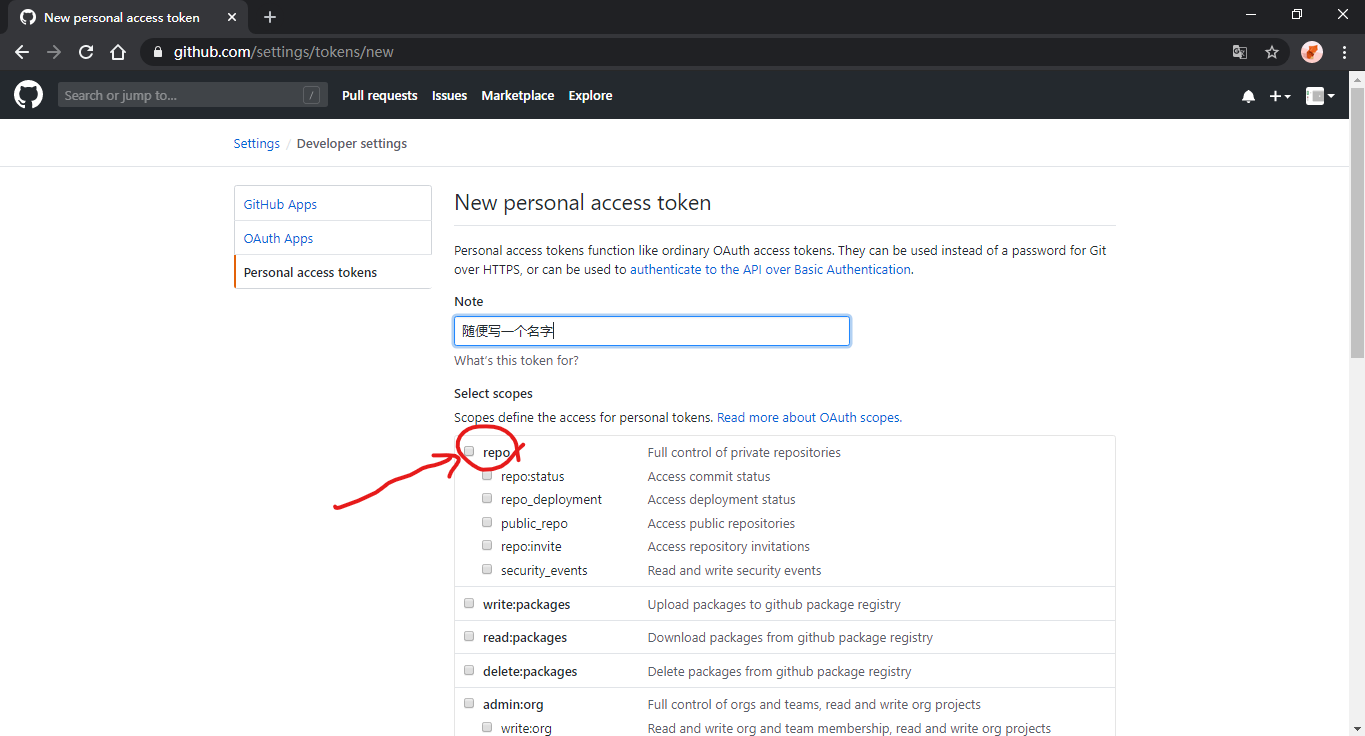 New personal access token
github.com/settings/tokens/new
Search or jump to... /
Pull requests Issues Marketplace Explore
Settings / Developer settings
GitHub Apps
OAuth Apps
Personal access tokens
New personal access token
Personal access tokens function like ordinary OAuth access tokens. They can be used instead of a password for Git
over HTTPS, or can be used to authenticate to the API over Basic Authentication.
Note
随便写一个名字
What's this token for?
Select scopes
Scopes define the access for personal tokens. Read more about OAuth scopes.
repo Full control of private repositories
repo:status Access commit status
repo_deployment Access deployment status
public_repo Access public repositories
repo:invite Access repository invitations
security_events Read and write security events
write:packages Upload packages to github package registry
read:packages Download packages from github package registry
delete:packages Delete packages from github package registry
admin:org Full control of orgs and teams, read and write org projects
write:org Read and write org and team membership, read and write org projects